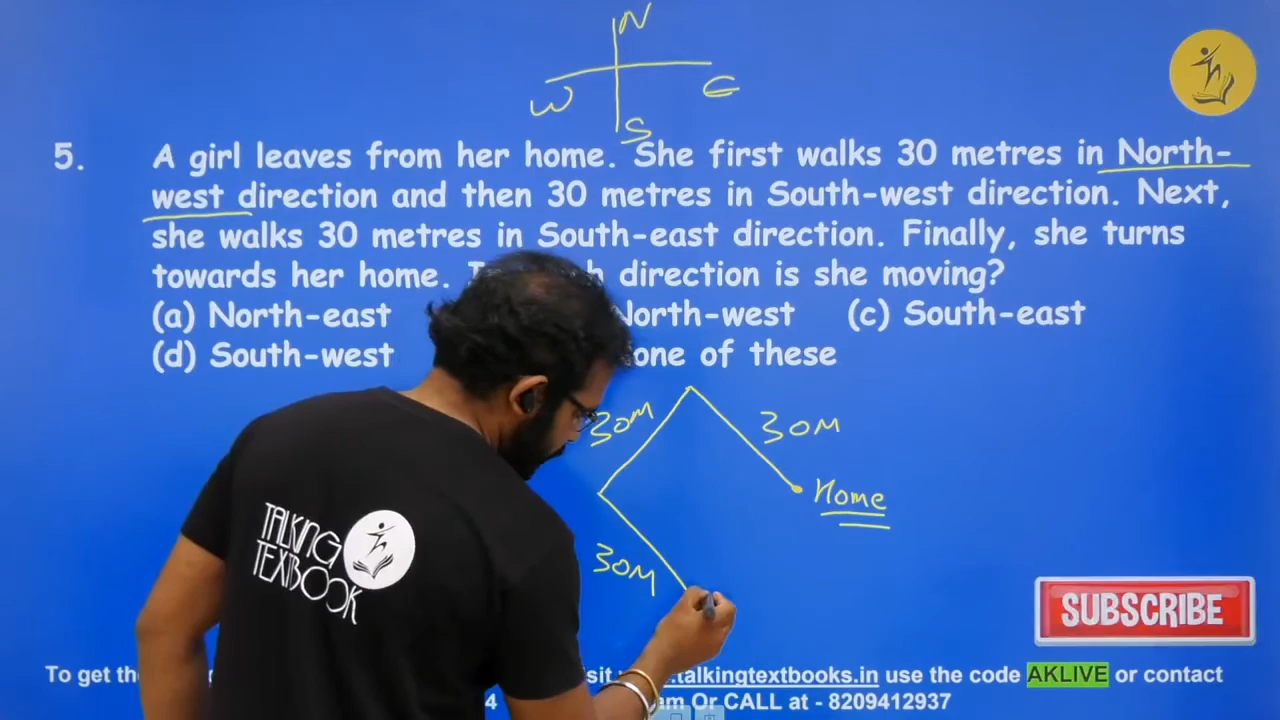 N
W E
S
5. A girl leaves from her home. She first walks 30 metres in North-
west direction and then 30 metres in South-west direction. Next,
she walks 30 metres in South-east direction. Finally, she turns
towards her home. direction is she moving?
(a) North-east North-west (c) South-east
(d) South-west of these
30M 30M
Home
30M
TALKING
TEXTBOOK
SUBSCRIBE
To get talkingtextbooks.in use the code AKLIVE or contact
Or CALL at - 8209412937